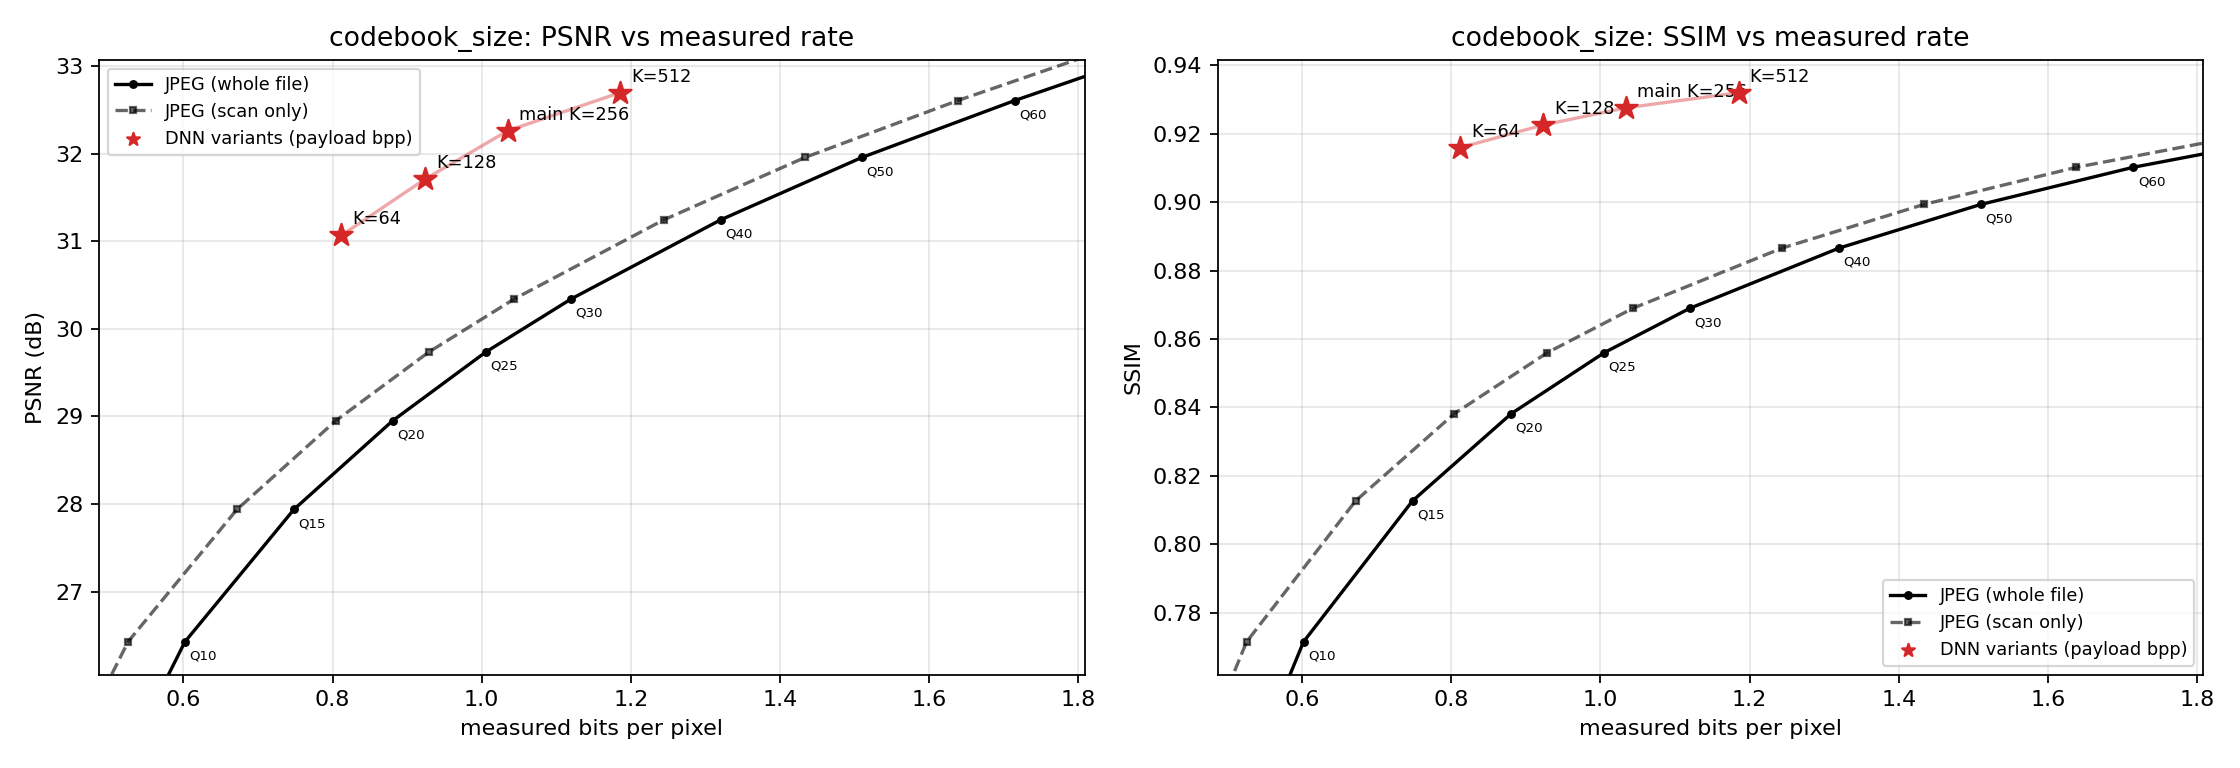 codebook_size: PSNR vs measured rate
JPEG (whole file)
JPEG (scan only)
DNN variants (payload bpp)
K=512
main K=256
K=128
K=64
Q60
Q50
Q40
Q30
Q25
Q20
Q15
Q10
33
32
31
30
29
28
27
PSNR (dB)
0.6 0.8 1.0 1.2 1.4 1.6 1.8
measured bits per pixel
codebook_size: SSIM vs measured rate
K=512
main K=256
K=128
K=64
Q60
Q50
Q40
Q30
Q25
Q20
Q15
Q10
JPEG (whole file)
JPEG (scan only)
DNN variants (payload bpp)
0.94
0.92
0.90
0.88
0.86
0.84
0.82
0.80
0.78
SSIM
0.6 0.8 1.0 1.2 1.4 1.6 1.8
measured bits per pixel